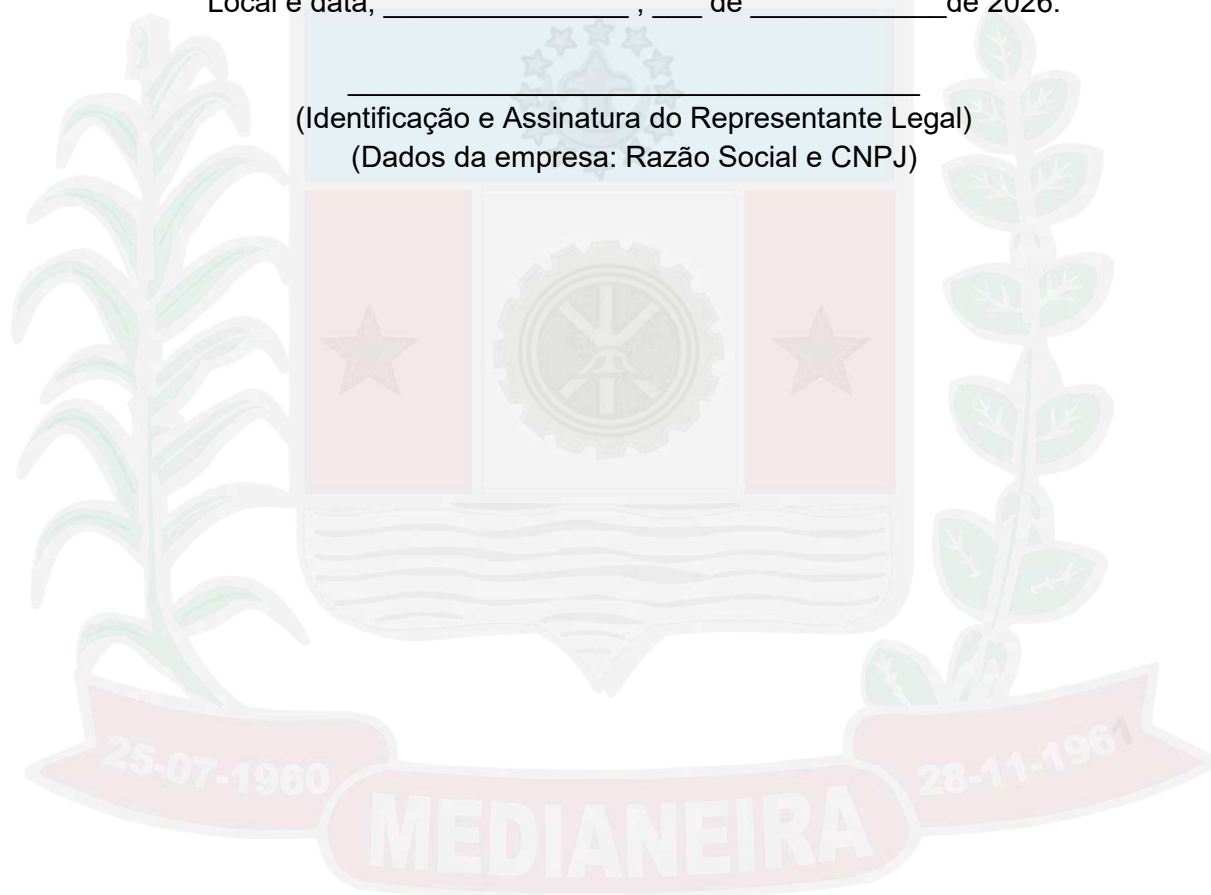 Local e data, _______________ , ___ de ____________de 2026.
___________________________________
(Identificação e Assinatura do Representante Legal)
(Dados da empresa: Razão Social e CNPJ)
25-07-1960
28-11-1961
MEDIANEIRA